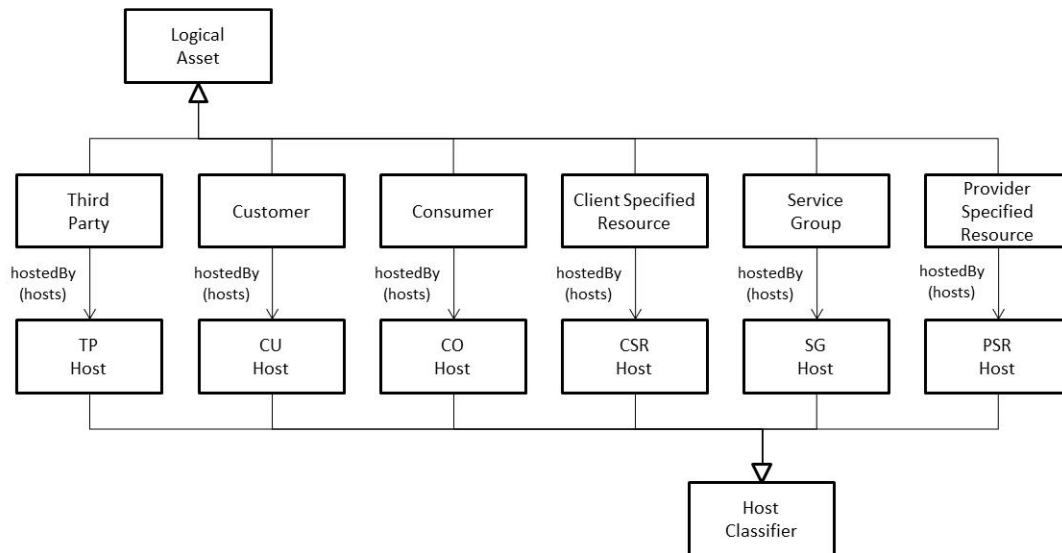 Logical
Asset
Third
Party
Customer
Consumer
Client Specified
Resource
Service
Group
Provider
Specified
Resource
hostedBy
(hosts)
hostedBy
(hosts)
hostedBy
(hosts)
hostedBy
(hosts)
hostedBy
(hosts)
hostedBy
(hosts)
TP
Host
CU
Host
CO
Host
CSR
Host
SG
Host
PSR
Host
Host
Classifier